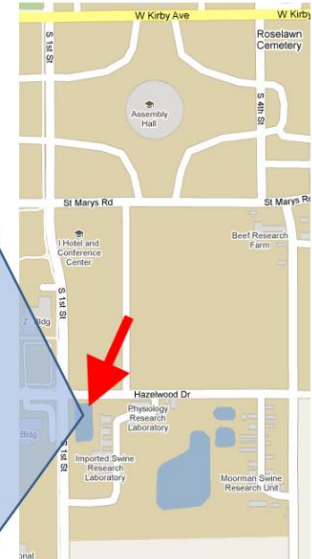 W Kirby Ave
W Kirby
S 1st St
Roselawn
Cemetery
S 4th St
Assembly
Hall
St Marys Rd
St Marys R
I Hotel and
Conference
Center
Beef Research
Farm
S 1st St
Z- Bldg
Hazelwood Dr
Physiology
Research
Laboratory
Bldg
S 1st St
Imported Swine
Research
Laboratory
Moorman Swine
Research Unit
onal